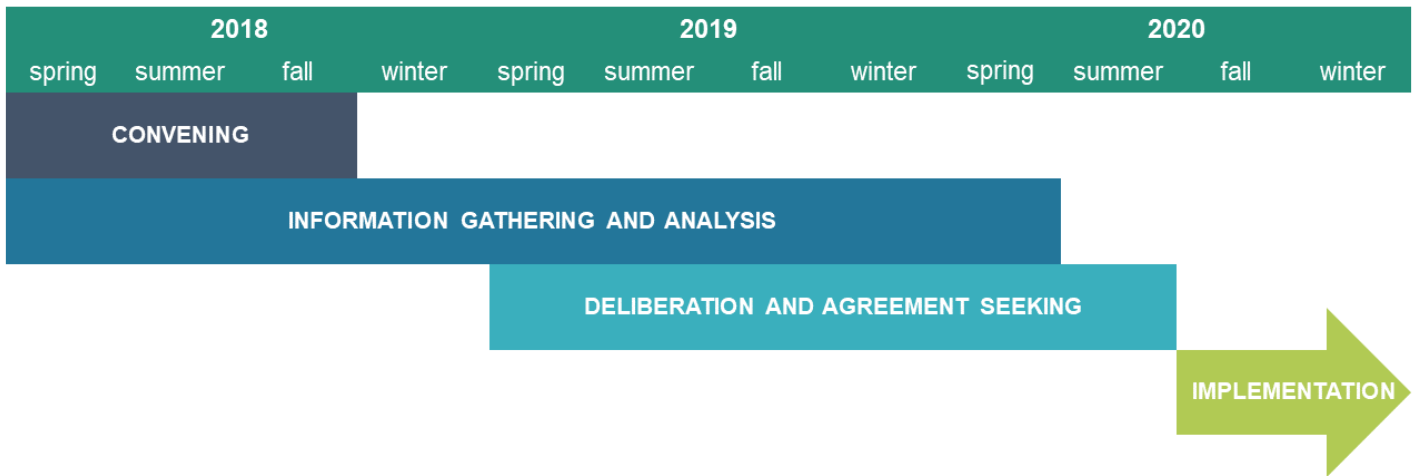 2018 2019 2020
spring summer fall winter spring summer fall winter spring summer fall winter
CONVENING
INFORMATION GATHERING AND ANALYSIS
DELIBERATION AND AGREEMENT SEEKING
IMPLEMENTATION